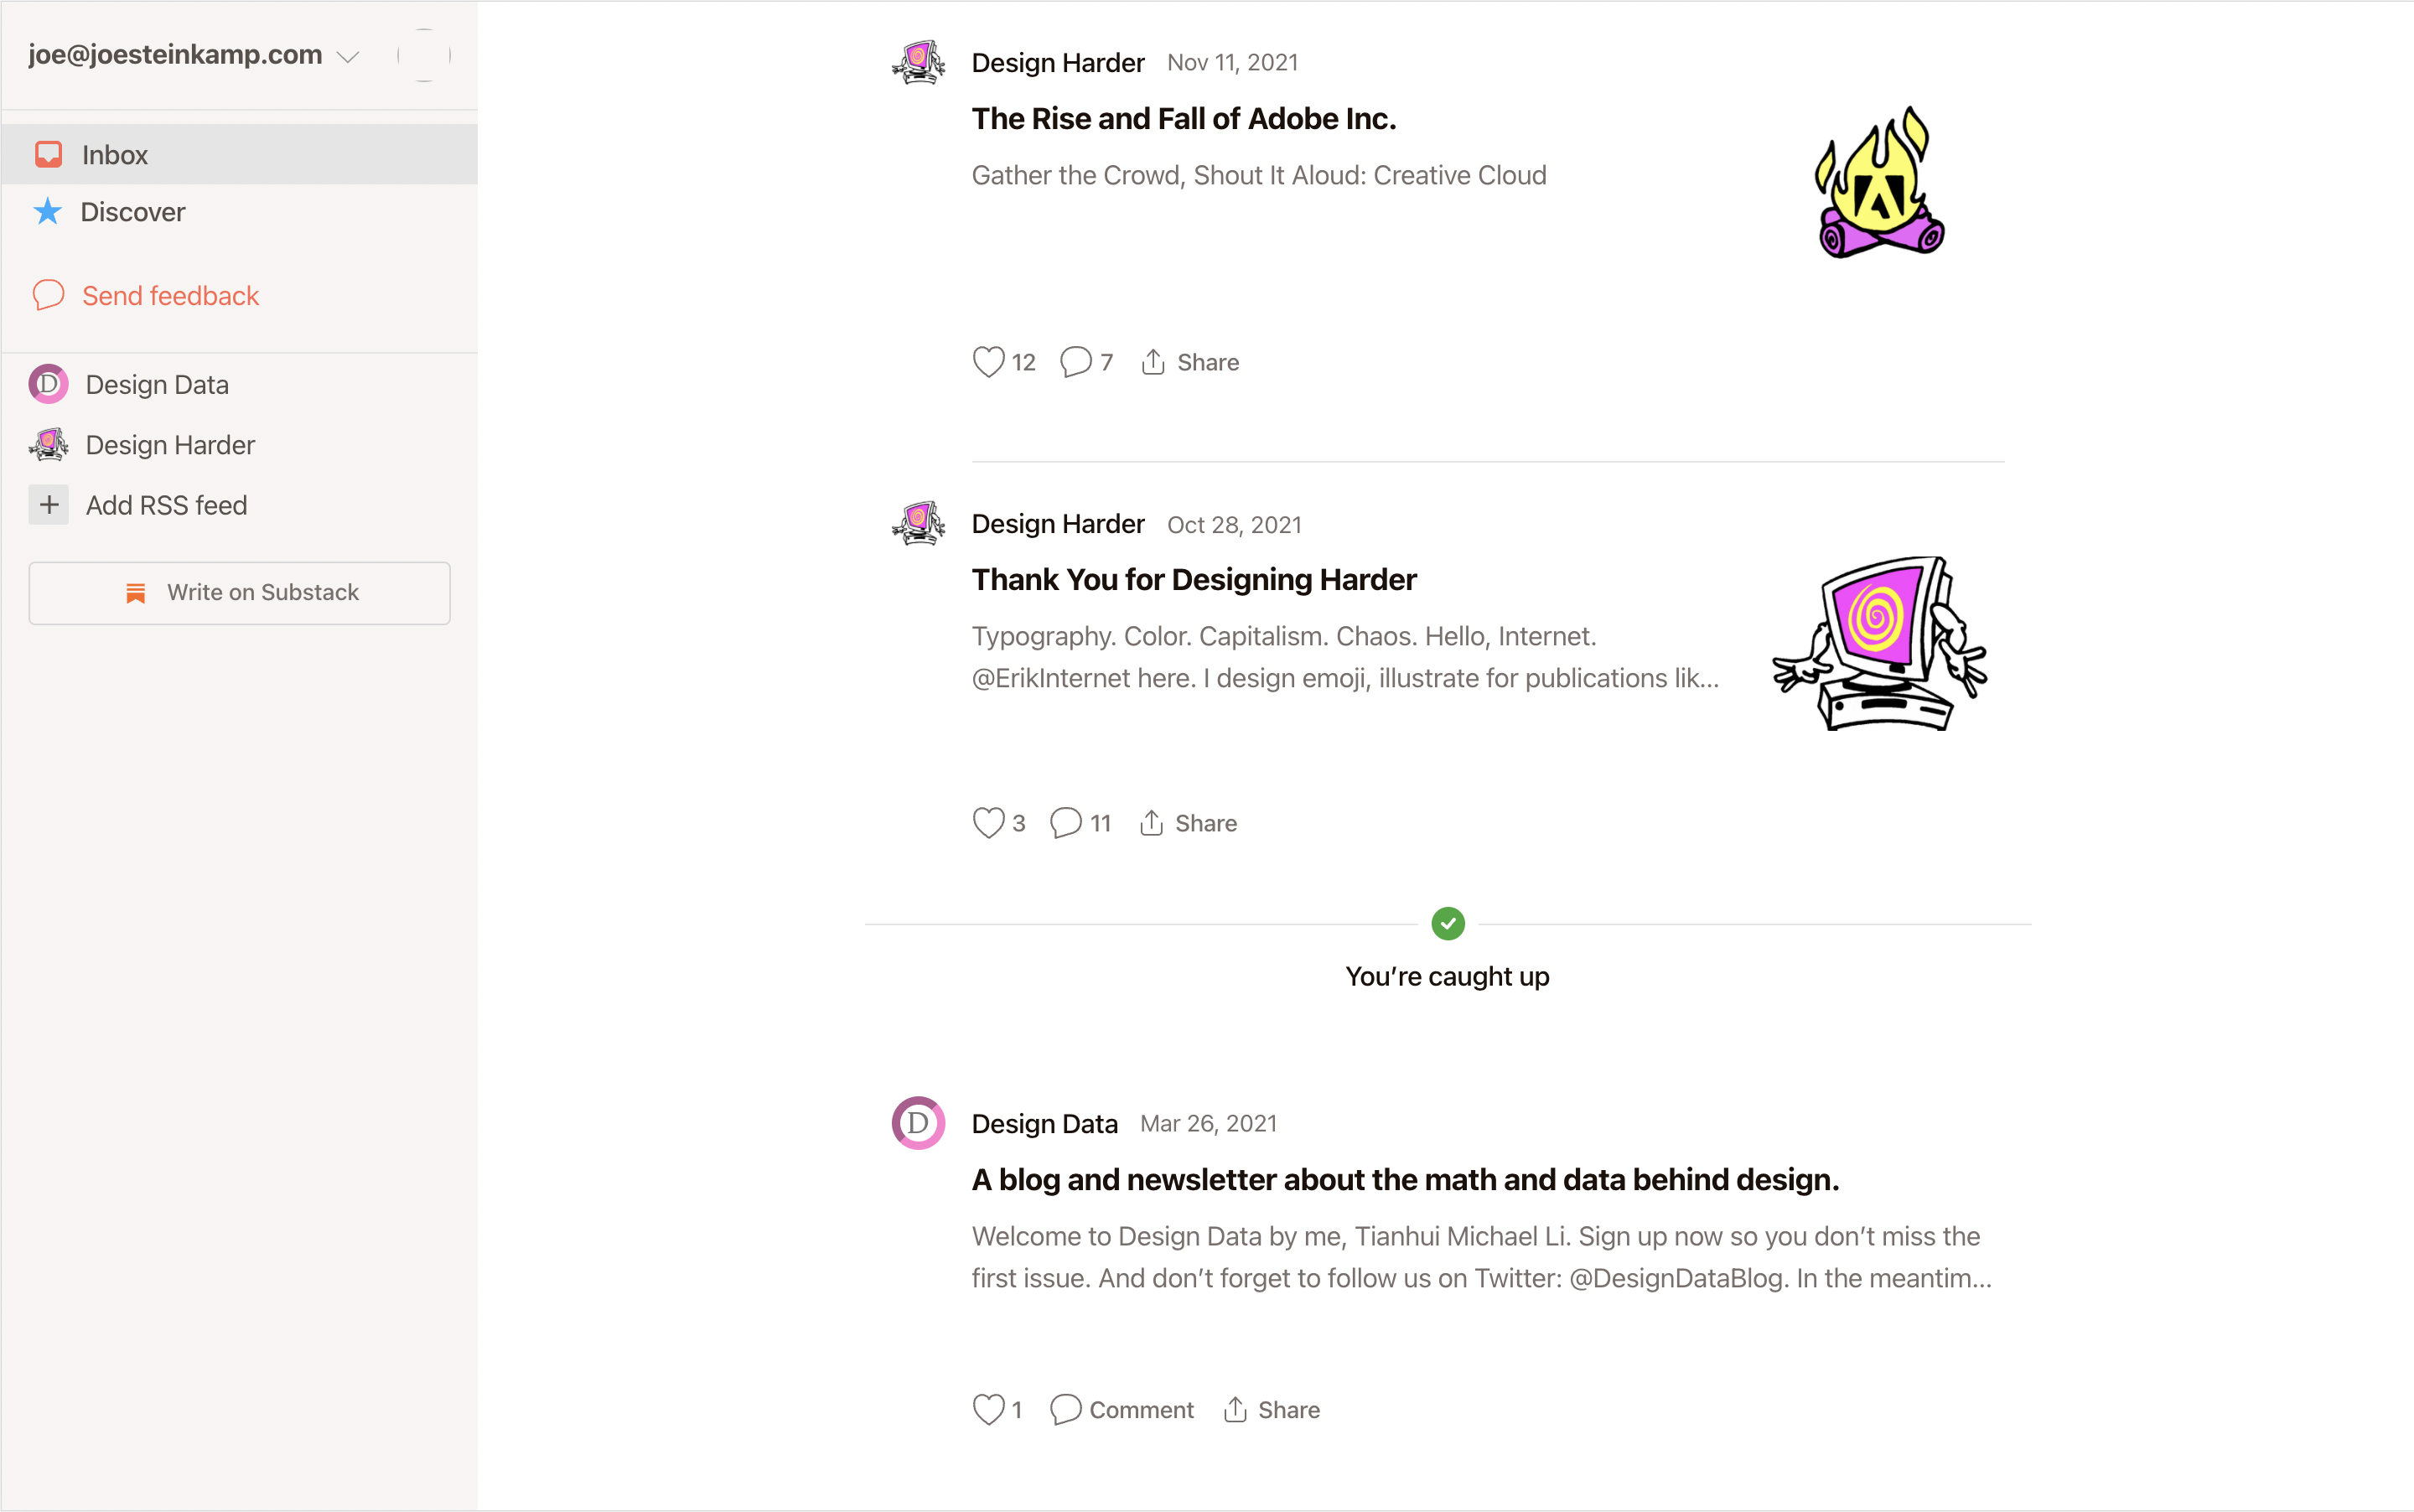 joe@joesteinkamp.com
Inbox
Discover
Send feedback
D Design Data
Design Harder
+ Add RSS feed
Write on Substack
Design Harder Nov 11, 2021
The Rise and Fall of Adobe Inc.
Gather the Crowd, Shout It Aloud: Creative Cloud
A
12 7 Share
Design Harder Oct 28, 2021
Thank You for Designing Harder
Typography. Color. Capitalism. Chaos. Hello, Internet.
@ErikInternet here. I design emoji, illustrate for publications lik...
3 11 Share
You’re caught up
D Design Data Mar 26, 2021
A blog and newsletter about the math and data behind design.
Welcome to Design Data by me, Tianhui Michael Li. Sign up now so you don’t miss the
first issue. And don’t forget to follow us on Twitter: @DesignDataBlog. In the meantim...
1 Comment Share